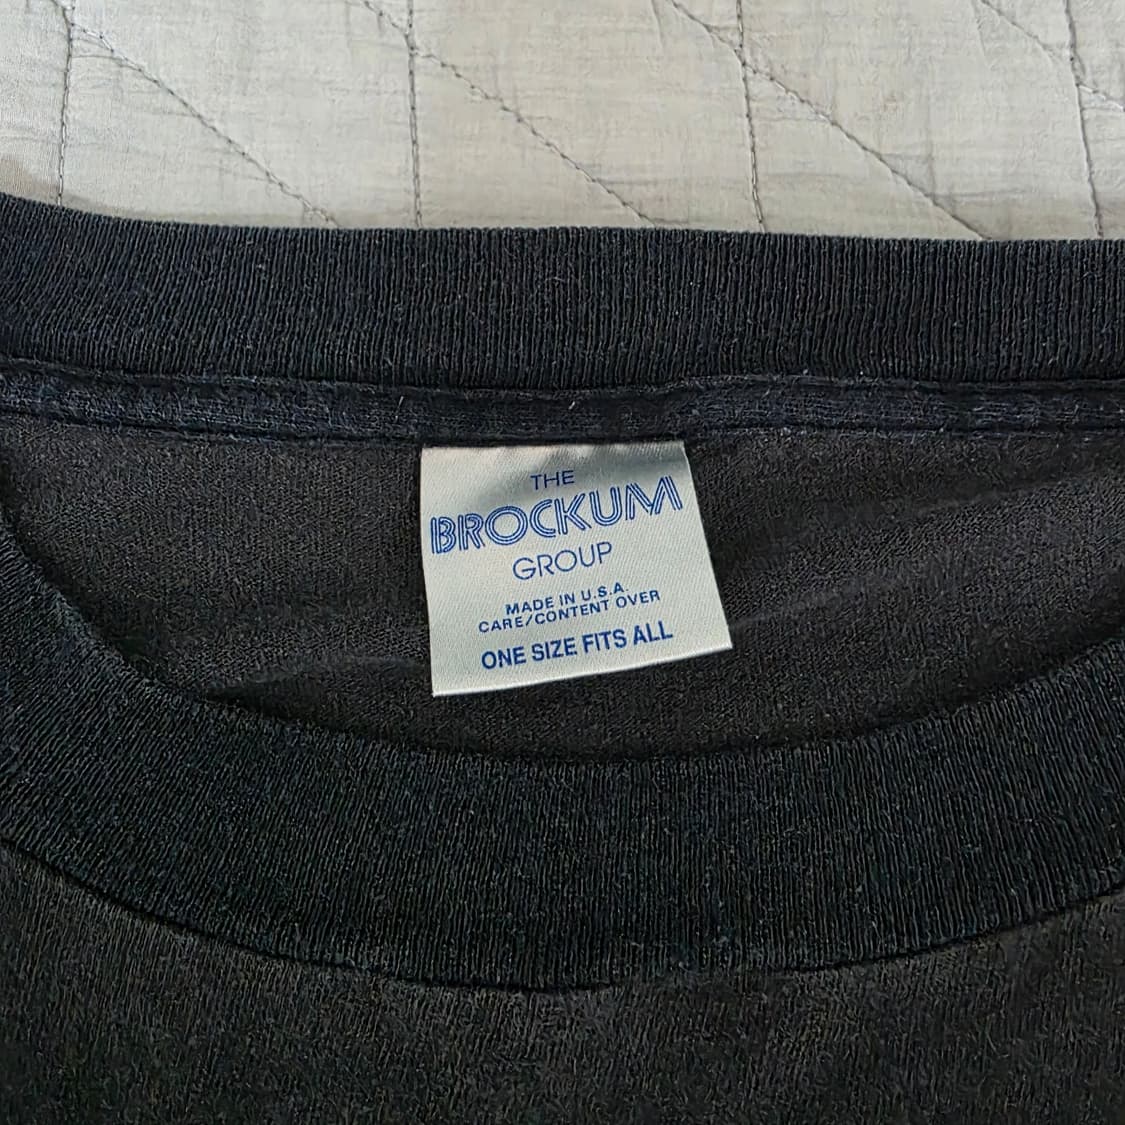 THE
BROCKUM
GROUP
MADE IN U.S.A.
CARE/CONTENT OVER
ONE SIZE FITS ALL